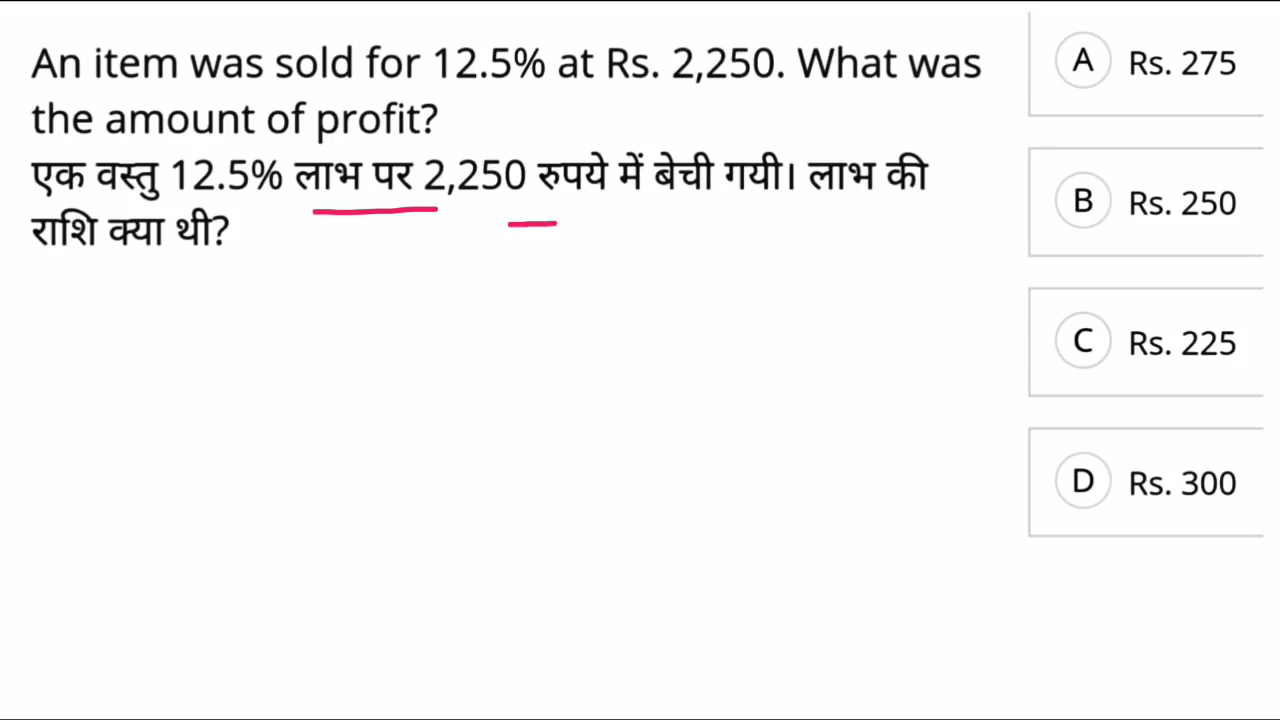 An item was sold for 12.5% at Rs. 2,250. What was
the amount of profit?
एक वस्तु 12.5% लाभ पर 2,250 रुपये में बेची गयी। लाभ की
राशि क्या थी?
A Rs. 275
B Rs. 250
C Rs. 225
D Rs. 300